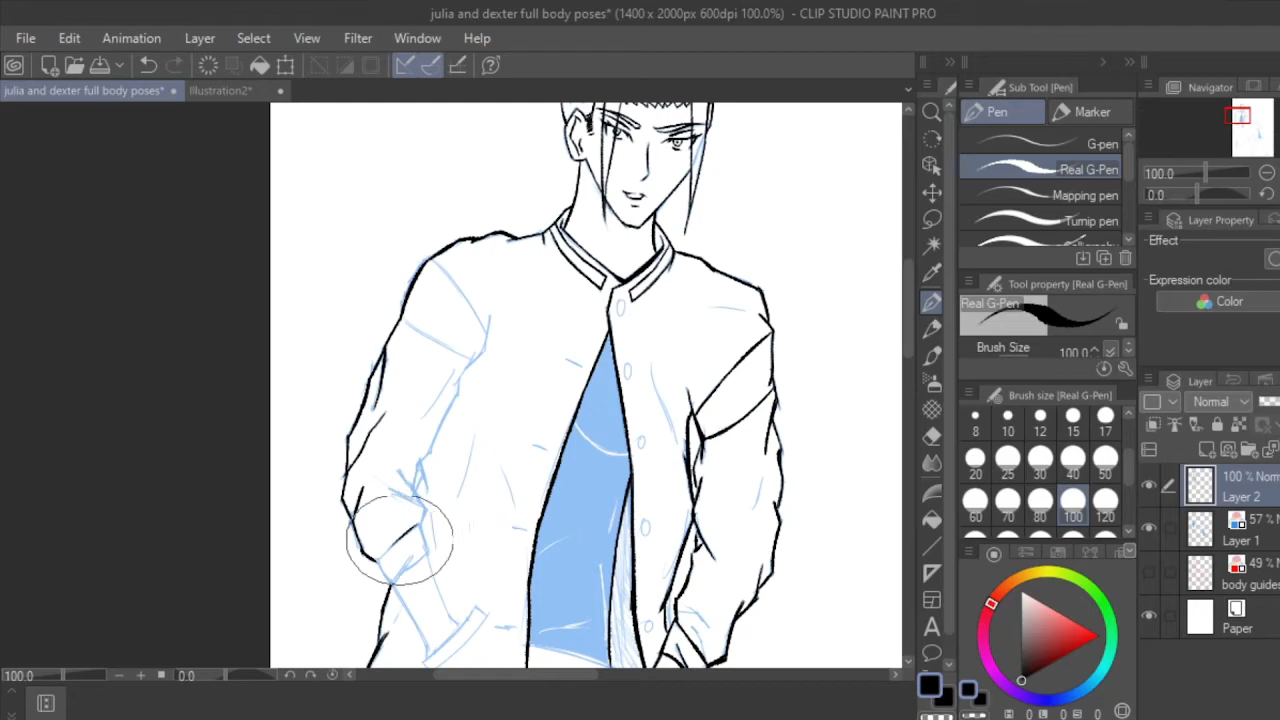 julia and dexter full body poses* (1400 x 2000px 600dpi 100.0%) - CLIP STUDIO PAINT PRO
File Edit Animation Layer Select View Filter Window Help
julia and dexter full body poses* Illustration2*
Sub Tool [Pen]
Pen Marker
G-pen
Real G-Pen
Mapping pen
Turnip pen
Tool property [Real G-Pen]
Real G-Pen
Brush Size 100.0
Brush size [Real G-Pen]
8 10 12 15 17
20 25 30 40 50
60 70 80 100 120
Navigator
100.0
0.0
Layer Property
Effect
Expression color
Color
Layer
Normal
100 % Norm
Layer 2
57 % N
Layer 1
49 % N
body guides
Paper
100.0 0.0
H 0 L 0 S 0